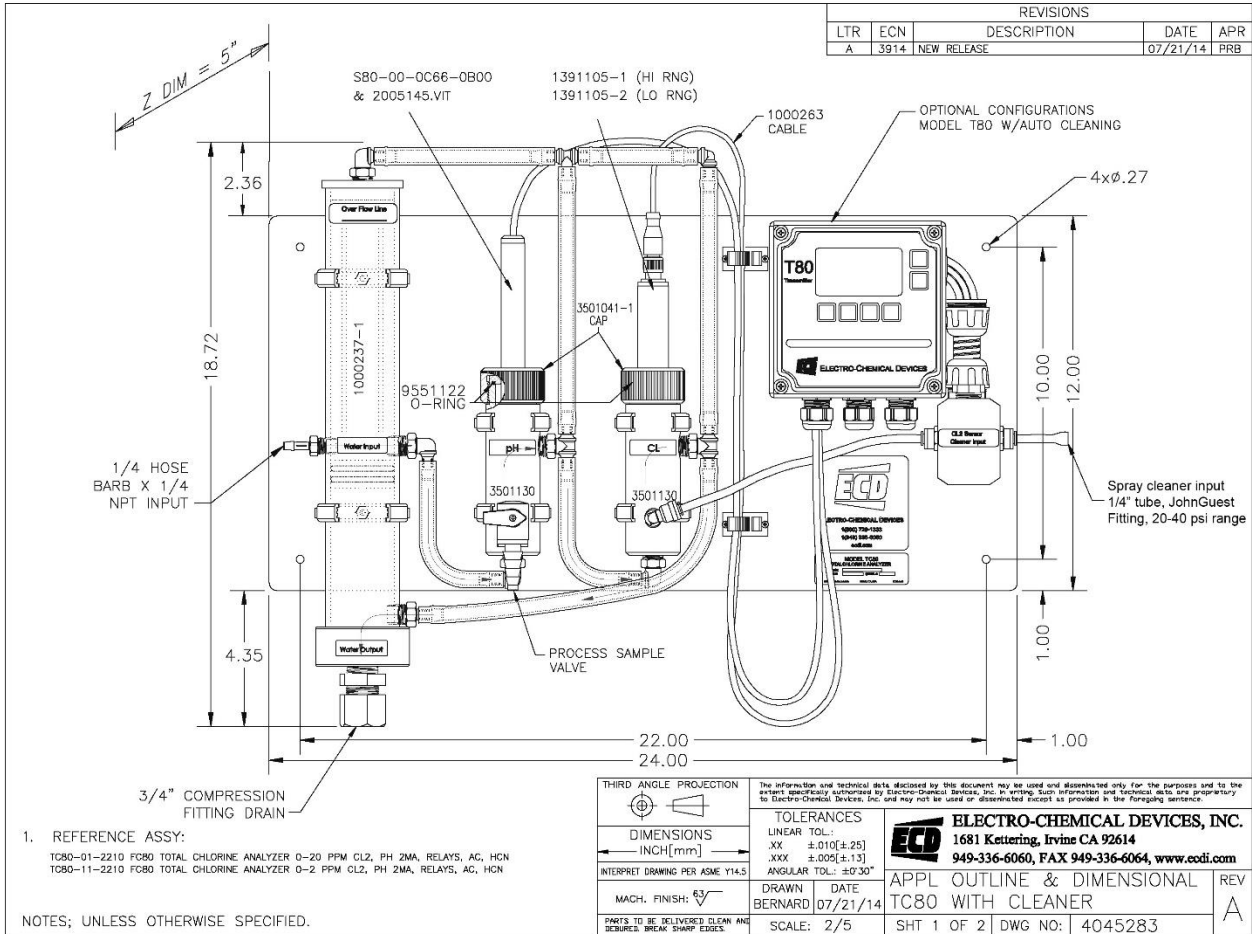 REVISIONS
LTR ECN DESCRIPTION DATE APR
A 3914 NEW RELEASE 07/21/14 PRB
Z DIM = 5"
S80-00-0C66-0B00
& 2005145.VIT
1391105-1 (HI RNG)
1391105-2 (LO RNG)
1000263
CABLE
OPTIONAL CONFIGURATIONS
MODEL T80 W/AUTO CLEANING
4xø.27
2.36
18.72
4.35
Over Flow Line
1000237-1
Water Input
Water Output
3501041-1
CAP
9551122
O-RING
pH
CL
3501130
3501130
T80
Transmitter
ELECTRO-CHEMICAL DEVICES
CL2 Sensor
Cleaner Input
10.00
12.00
1.00
1/4 HOSE
BARB X 1/4
NPT INPUT
Spray cleaner input
1/4" tube, JohnGuest
Fitting, 20-40 psi range
ECD
ELECTRO-CHEMICAL DEVICES
ecdi.com
MODEL TC80
TOTAL CHLORINE ANALYZER
PROCESS SAMPLE
VALVE
22.00
1.00
24.00
3/4" COMPRESSION
FITTING DRAIN
1. REFERENCE ASSY:
TC80-01-2210 FC80 TOTAL CHLORINE ANALYZER 0-20 PPM CL2, PH 2MA, RELAYS, AC, HCN
TC80-11-2210 FC80 TOTAL CHLORINE ANALYZER 0-2 PPM CL2, PH 2MA, RELAYS, AC, HCN
NOTES; UNLESS OTHERWISE SPECIFIED.
THIRD ANGLE PROJECTION
DIMENSIONS
INCH[mm]
INTERPRET DRAWING PER ASME Y14.5
MACH. FINISH: 63
PARTS TO BE DELIVERED CLEAN AND
DEBURED. BREAK SHARP EDGES.
The information and technical data disclosed by this document may be used and disseminated only for the purposes and to the
extent specifically authorized by Electro-Chemical Devices, Inc. in writing. Such information and technical data are proprietary
to Electro-Chemical Devices, Inc. and may not be used or disseminated except as provided in the foregoing sentence.
TOLERANCES
LINEAR TOL.:
.XX ±.010[±.25]
.XXX ±.005[±.13]
ANGULAR TOL.: ±0°30"
DRAWN DATE
BERNARD 07/21/14
SCALE: 2/5
ECD
ELECTRO-CHEMICAL DEVICES, INC.
1681 Kettering, Irvine CA 92614
949-336-6060, FAX 949-336-6064, www.ecdi.com
APPL OUTLINE & DIMENSIONAL
TC80 WITH CLEANER
REV
A
SHT 1 OF 2 DWG NO: 4045283